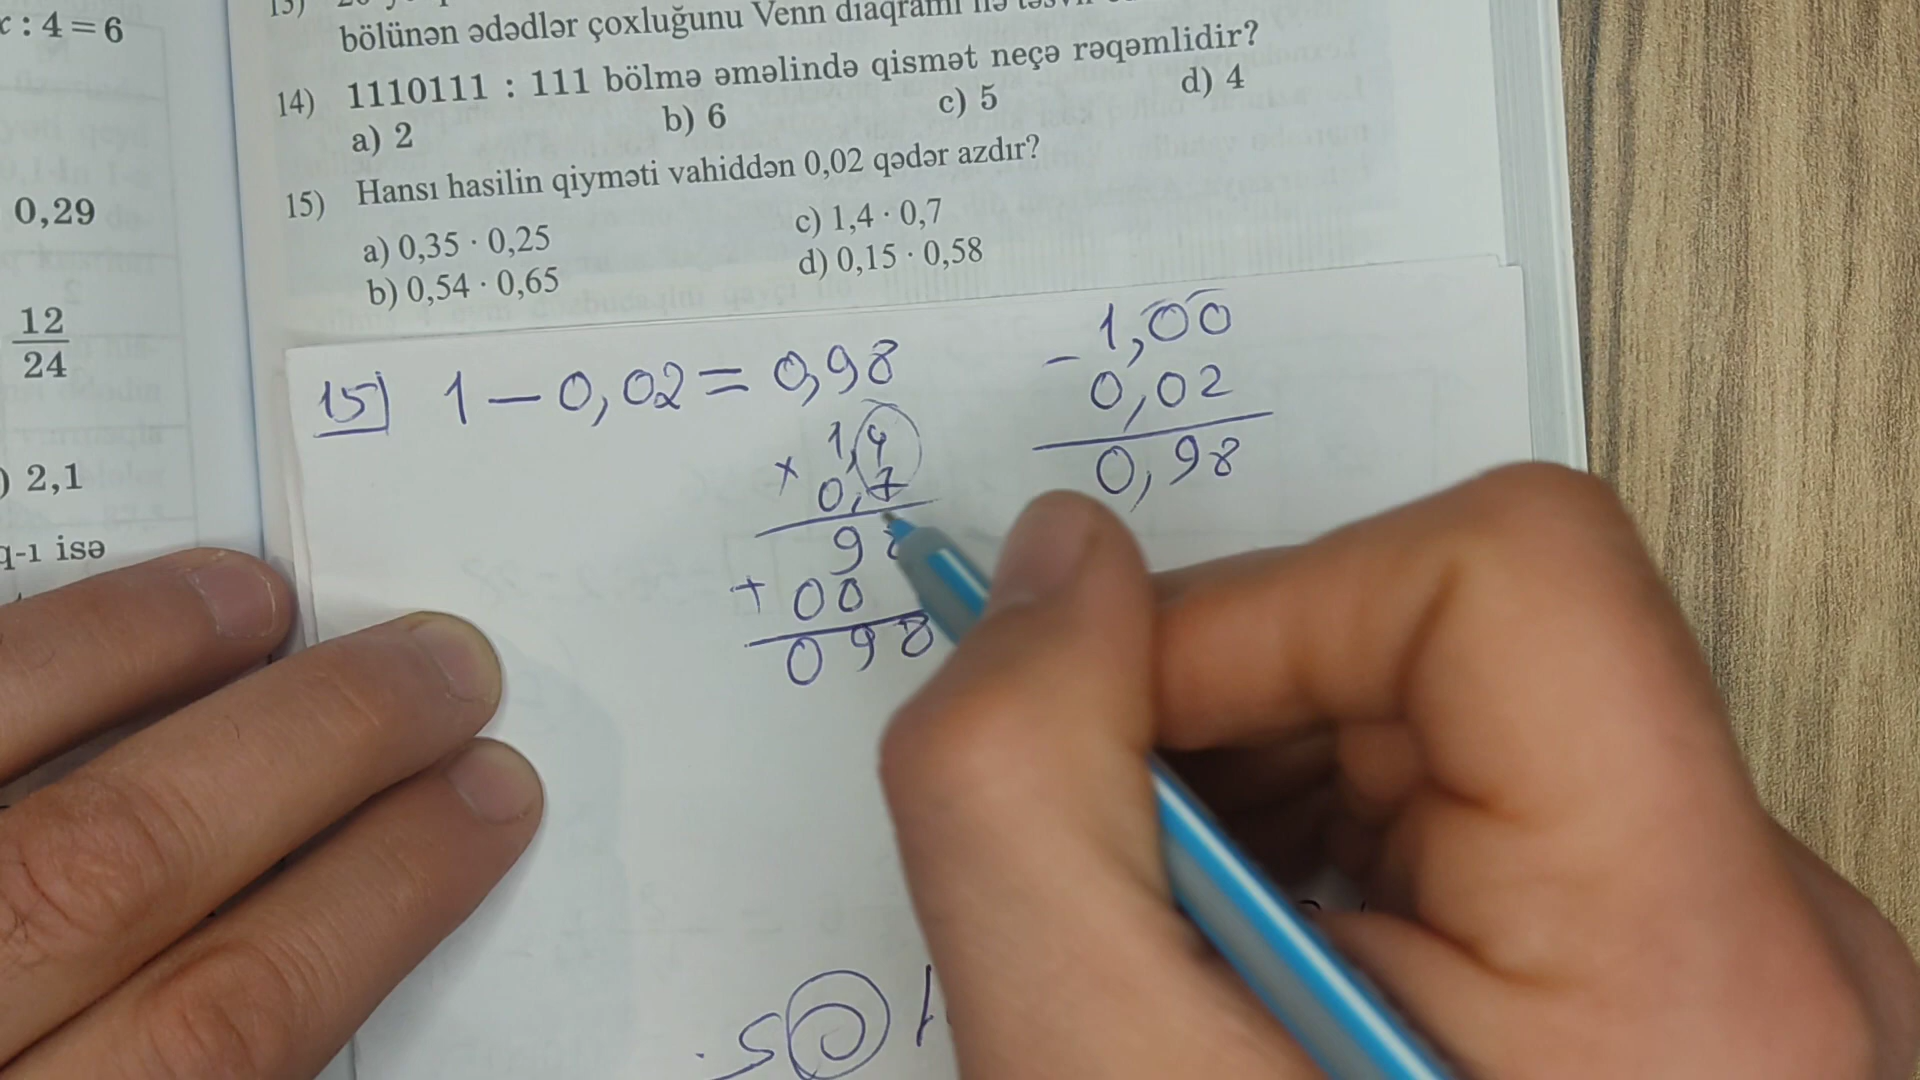 : 4 = 6
0,29
12
24
) 2,1
q-ı isə
bölünən ədədlər çoxluğunu Venn diaqramı ilə
14) 1110111 : 111 bölmə əməlində qismət neçə rəqəmlidir?
a) 2 b) 6 c) 5 d) 4
15) Hansı hasilin qiyməti vahiddən 0,02 qədər azdır?
a) 0,35 · 0,25 c) 1,4 · 0,7
b) 0,54 · 0,65 d) 0,15 · 0,58
15) 1 — 0,02 = 0,98
1,4
× 0,7
98
+ 00
098
- 1,00
0,02
0,98